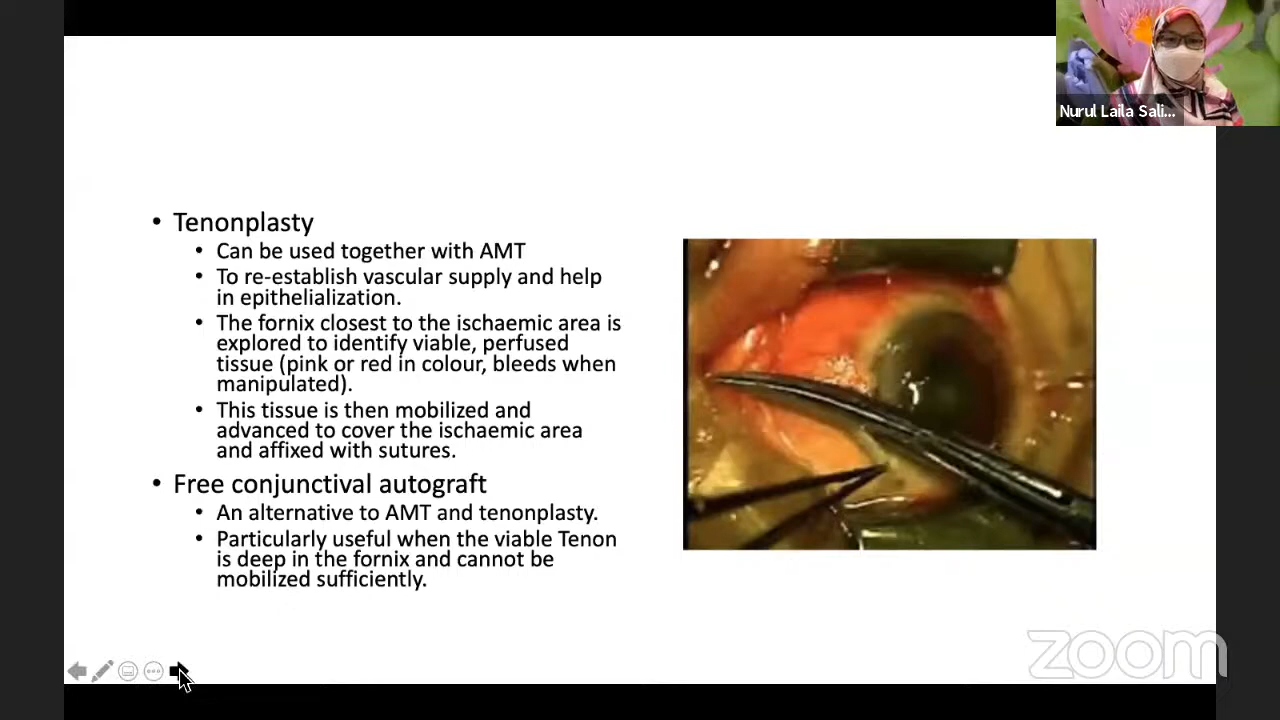 Nurul Laila Sali...
• Tenonplasty
• Can be used together with AMT
• To re-establish vascular supply and help
in epithelialization.
• The fornix closest to the ischaemic area is
explored to identify viable, perfused
tissue (pink or red in colour, bleeds when
manipulated).
• This tissue is then mobilized and
advanced to cover the ischaemic area
and affixed with sutures.
• Free conjunctival autograft
• An alternative to AMT and tenonplasty.
• Particularly useful when the viable Tenon
is deep in the fornix and cannot be
mobilized sufficiently.
zoom